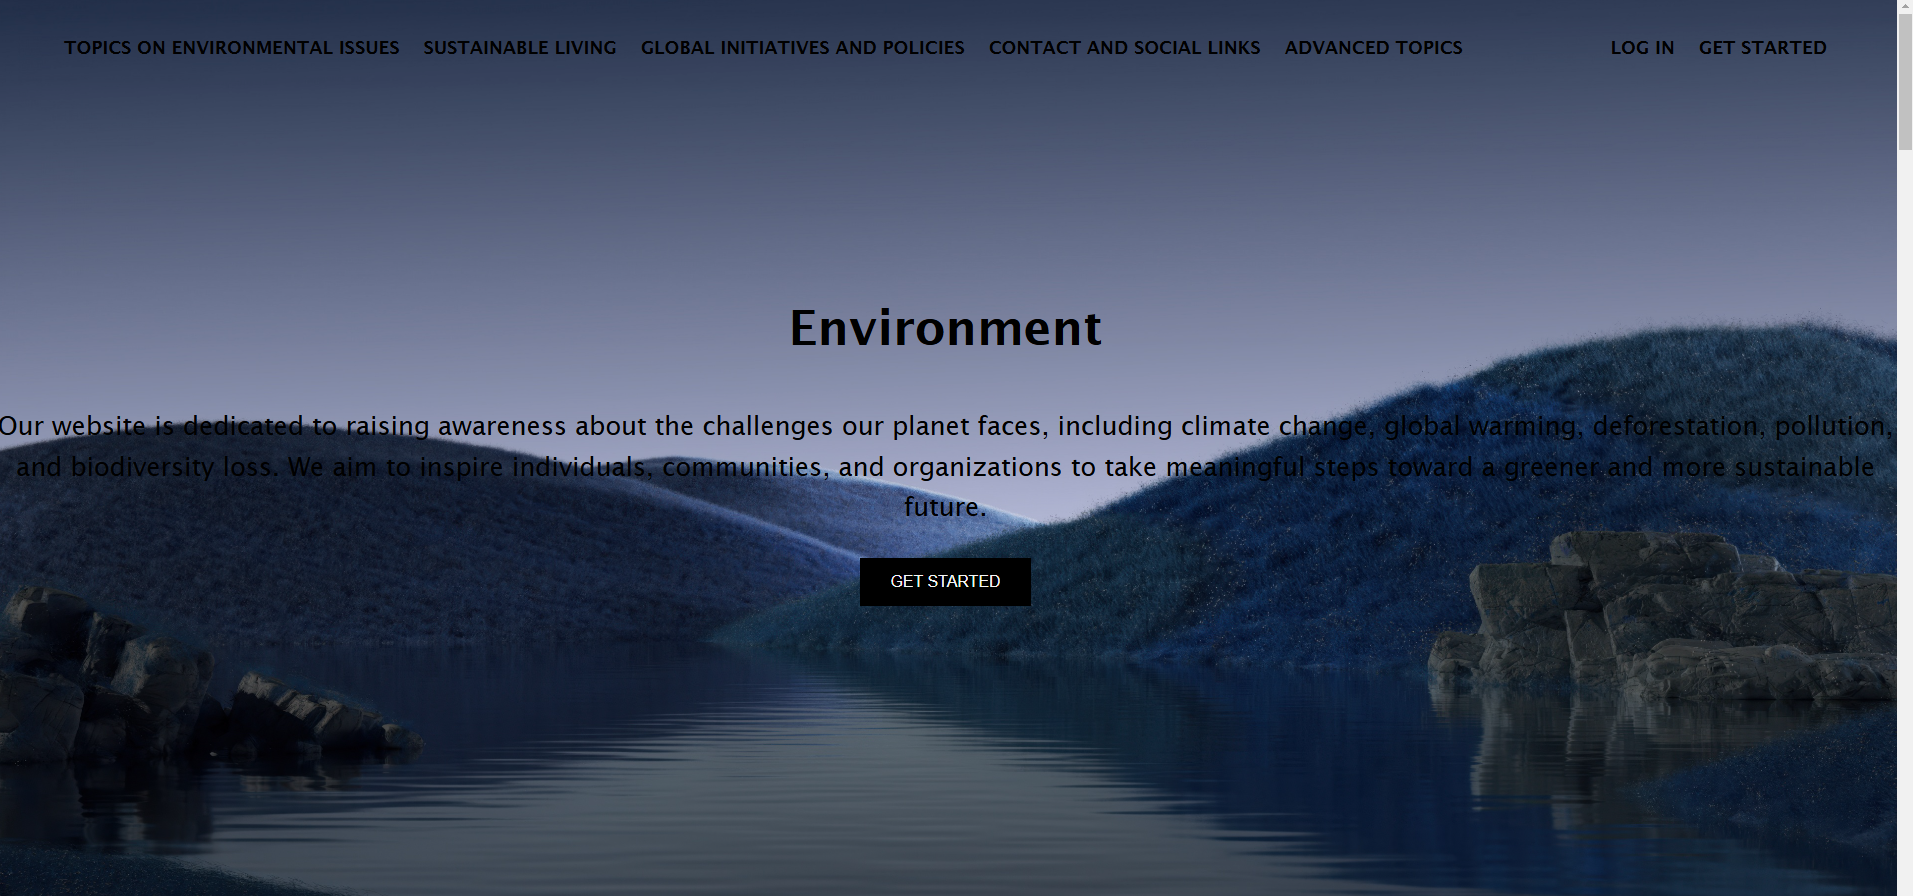 TOPICS ON ENVIRONMENTAL ISSUES SUSTAINABLE LIVING GLOBAL INITIATIVES AND POLICIES CONTACT AND SOCIAL LINKS ADVANCED TOPICS LOG IN GET STARTED
Environment
Our website is dedicated to raising awareness about the challenges our planet faces, including climate change, global warming, deforestation, pollution,
and biodiversity loss. We aim to inspire individuals, communities, and organizations to take meaningful steps toward a greener and more sustainable
future.
GET STARTED